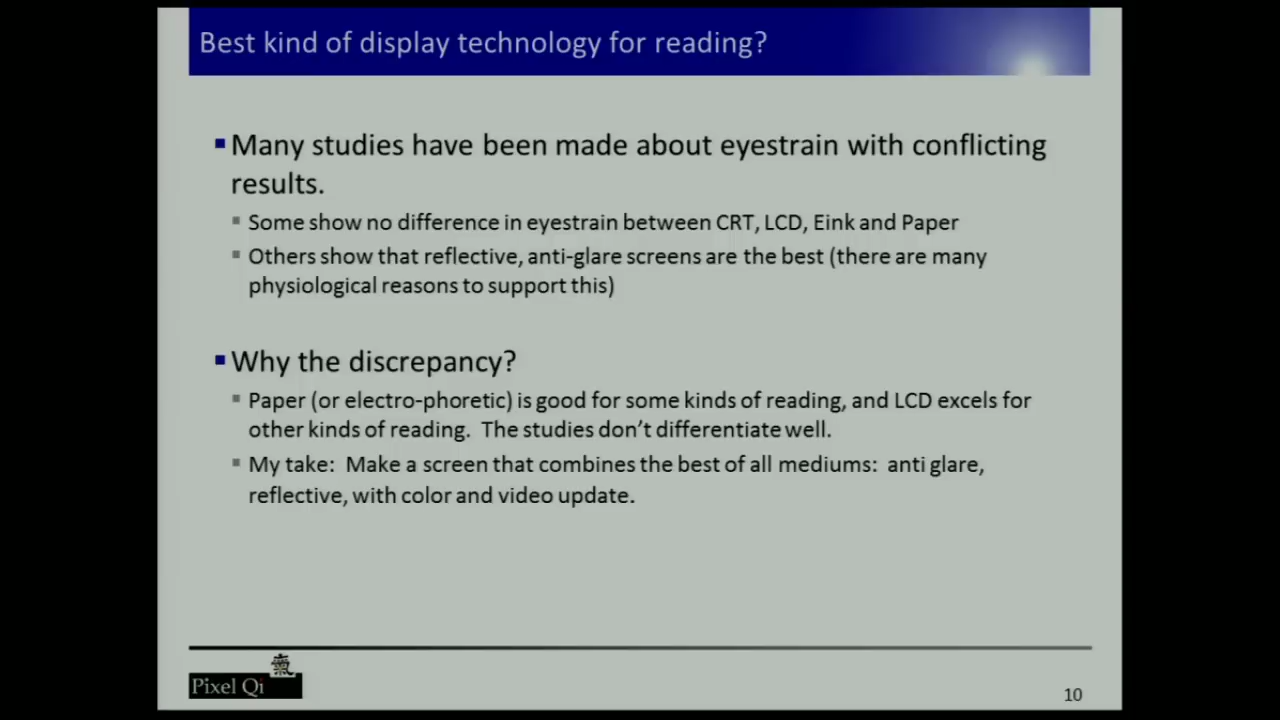 Best kind of display technology for reading?
Many studies have been made about eyestrain with conflicting
results.
Some show no difference in eyestrain between CRT, LCD, Eink and Paper
Others show that reflective, anti-glare screens are the best (there are many
physiological reasons to support this)
Why the discrepancy?
Paper (or electro-phoretic) is good for some kinds of reading, and LCD excels for
other kinds of reading.  The studies don't differentiate well.
My take:  Make a screen that combines the best of all mediums:  anti glare,
reflective, with color and video update.
氣
Pixel Qi
10